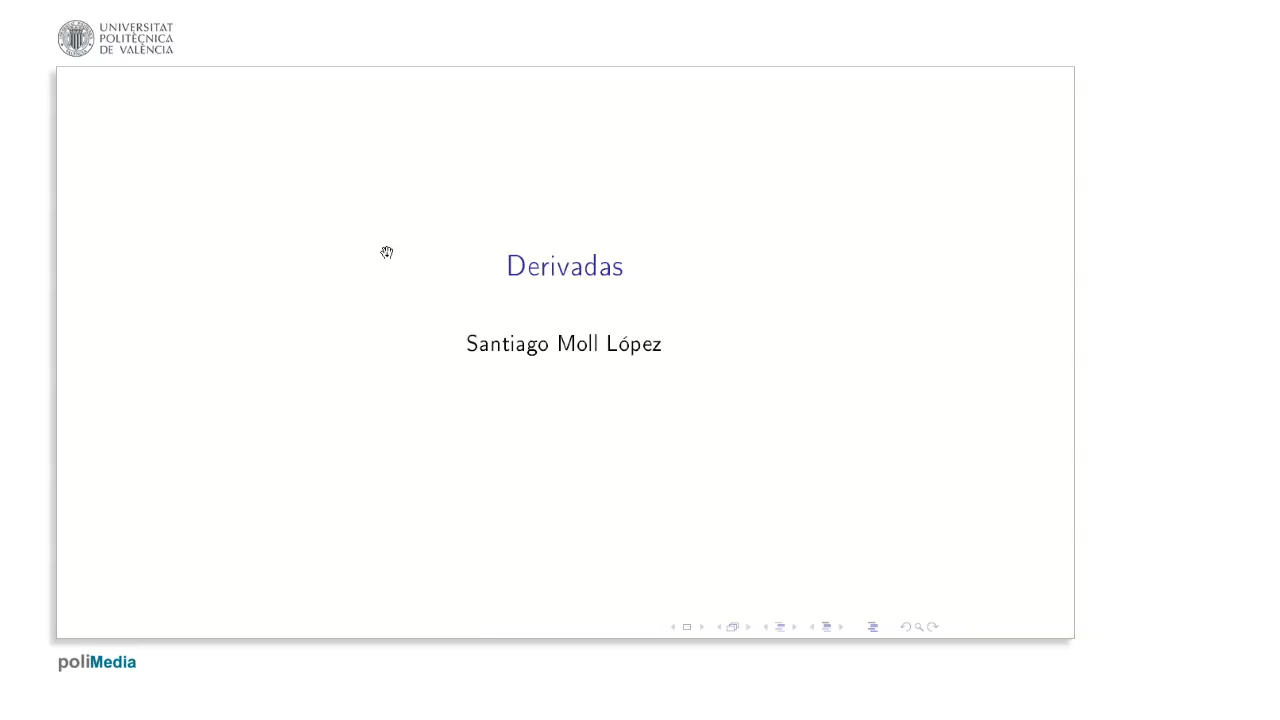 UNIVERSITAT
POLITÈCNICA
DE VALÈNCIA
Derivadas
Santiago Moll López
poliMedia